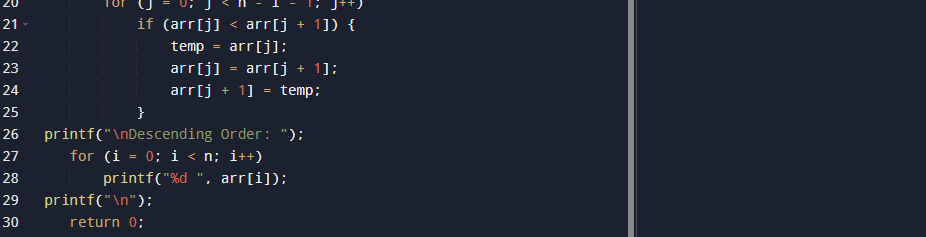 20 for (j = 0; j < n - i - 1; j++)
21 if (arr[j] < arr[j + 1]) {
22 temp = arr[j];
23 arr[j] = arr[j + 1];
24 arr[j + 1] = temp;
25 }
26 printf("\nDescending Order: ");
27 for (i = 0; i < n; i++)
28 printf("%d ", arr[i]);
29 printf("\n");
30 return 0;